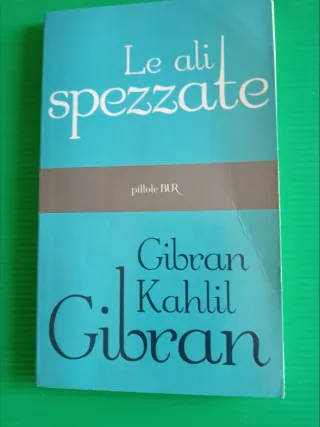 Le ali
spezzate
pillole BUR
Gibran
Kahlil
Gibran